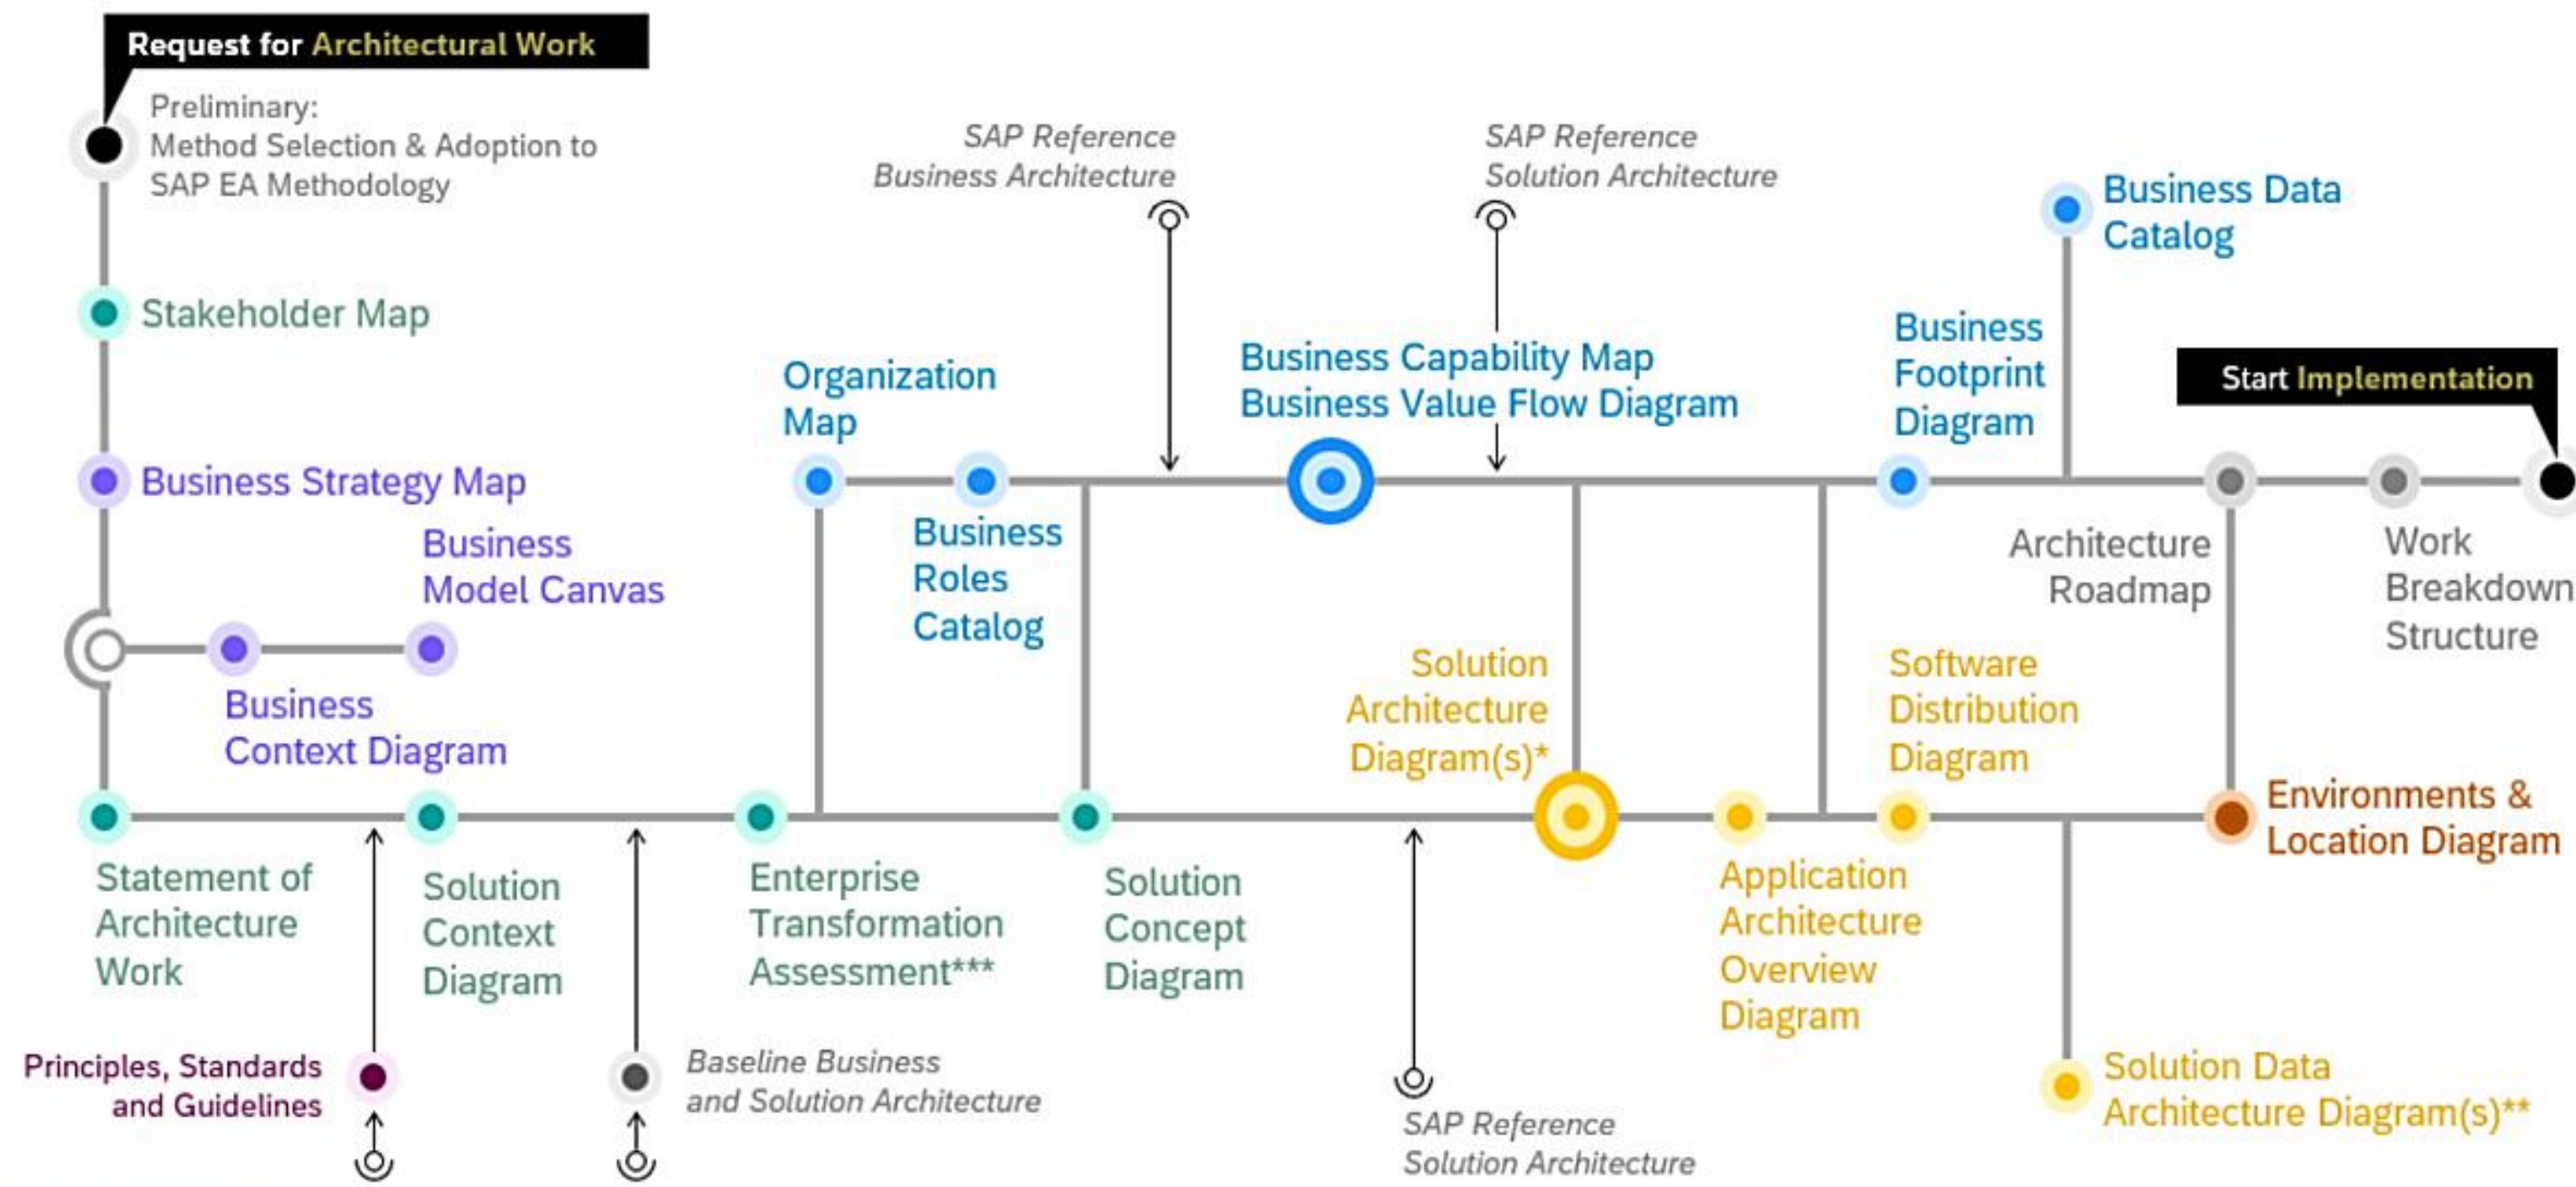 Request for Architectural Work
Preliminary:
Method Selection & Adoption to
SAP EA Methodology
Stakeholder Map
Business Strategy Map
Business
Model Canvas
Business
Context Diagram
Statement of
Architecture
Work
Solution
Context
Diagram
Enterprise
Transformation
Assessment***
Solution
Concept
Diagram
Principles, Standards
and Guidelines
Baseline Business
and Solution Architecture
Organization
Map
Business
Roles
Catalog
SAP Reference
Business Architecture
SAP Reference
Solution Architecture
Business Capability Map
Business Value Flow Diagram
Solution
Architecture
Diagram(s)*
SAP Reference
Solution Architecture
Application
Architecture
Overview
Diagram
Software
Distribution
Diagram
Business
Footprint
Diagram
Business Data
Catalog
Start Implementation
Architecture
Roadmap
Work
Breakdown
Structure
Environments &
Location Diagram
Solution Data
Architecture Diagram(s)**